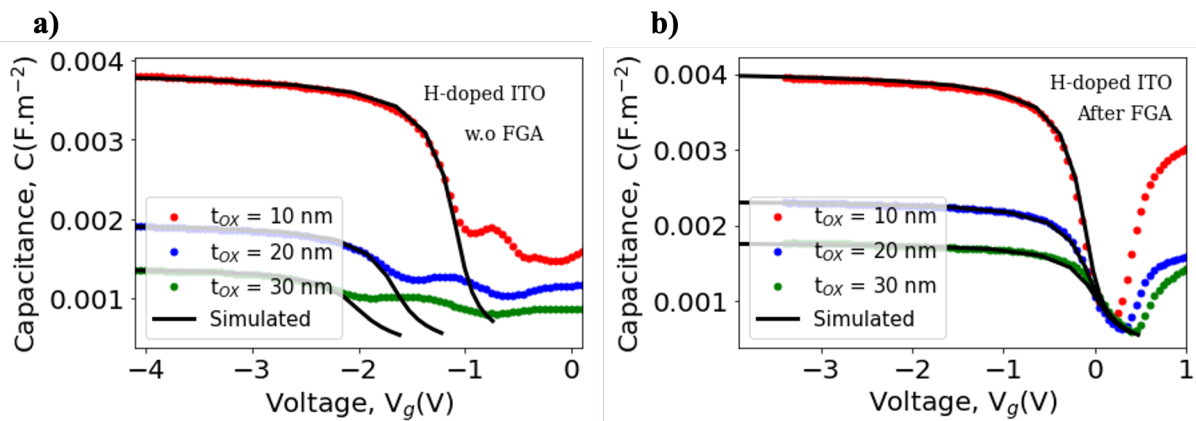 a)
Capacitance, C(F.m⁻²)
0.004
0.003
0.002
0.001
H-doped ITO
w.o FGA
t_OX = 10 nm
t_OX = 20 nm
t_OX = 30 nm
Simulated
−4 −3 −2 −1 0
Voltage, V_g(V)
b)
Capacitance, C(F.m⁻²)
0.004
0.003
0.002
0.001
H-doped ITO
After FGA
t_OX = 10 nm
t_OX = 20 nm
t_OX = 30 nm
Simulated
−3 −2 −1 0 1
Voltage, V_g(V)